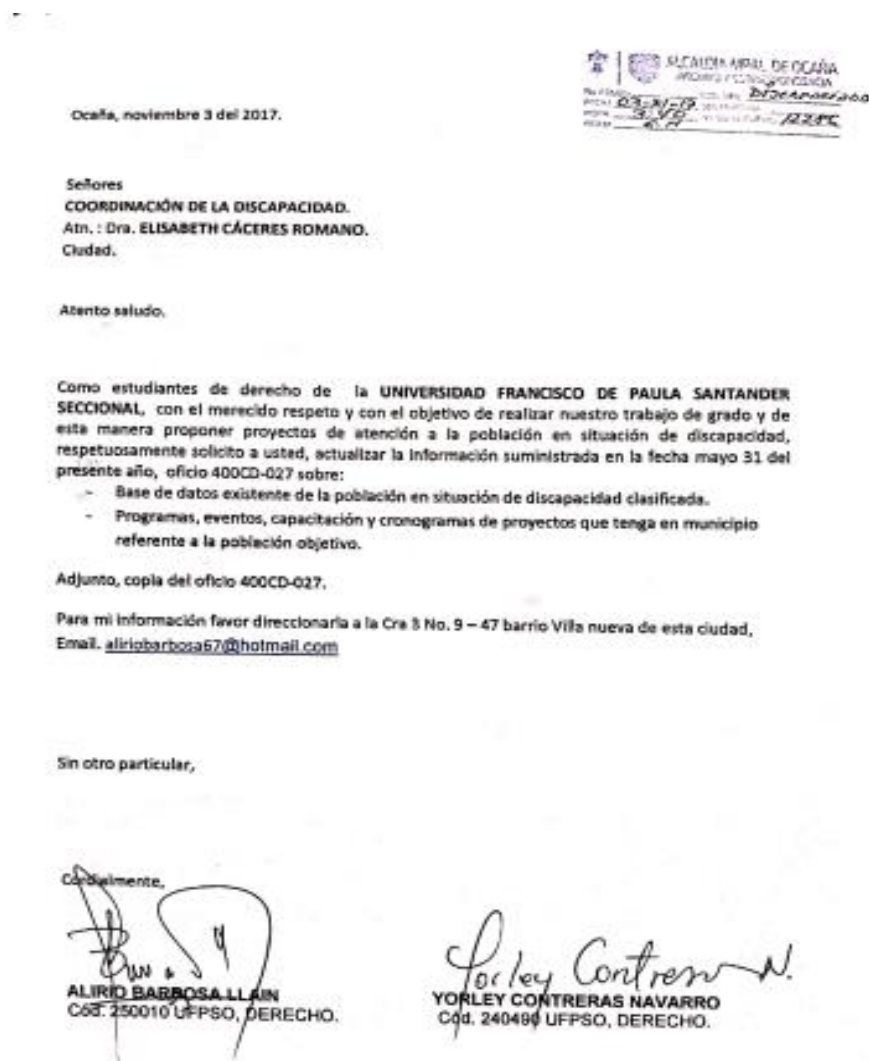 ALCALDIA MPAL. DE OCAÑA
ARCHIVO Y CORRESPONDENCIA
03-XI-17
3:40
Ocaña, noviembre 3 del 2017.
Señores
COORDINACIÓN DE LA DISCAPACIDAD.
Atn. : Dra. ELISABETH CÁCERES ROMANO.
Ciudad.
Atento saludo.
Como estudiantes de derecho de la UNIVERSIDAD FRANCISCO DE PAULA SANTANDER
SECCIONAL, con el merecido respeto y con el objetivo de realizar nuestro trabajo de grado y de
esta manera proponer proyectos de atención a la población en situación de discapacidad,
respetuosamente solicito a usted, actualizar la información suministrada en la fecha mayo 31 del
presente año, oficio 400CD-027 sobre:
- Base de datos existente de la población en situación de discapacidad clasificada.
- Programas, eventos, capacitación y cronogramas de proyectos que tenga en municipio
referente a la población objetivo.
Adjunto, copia del oficio 400CD-027.
Para mi información favor direccionarla a la Cra 3 No. 9 – 47 barrio Villa nueva de esta ciudad,
Email. aliriobarbosa67@hotmail.com
Sin otro particular,
Cordialmente,
Yorley Contreras N.
ALIRIO BARBOSA LLAIN
Cód. 250010 UFPSO, DERECHO.
YORLEY CONTRERAS NAVARRO
Cód. 240490 UFPSO, DERECHO.